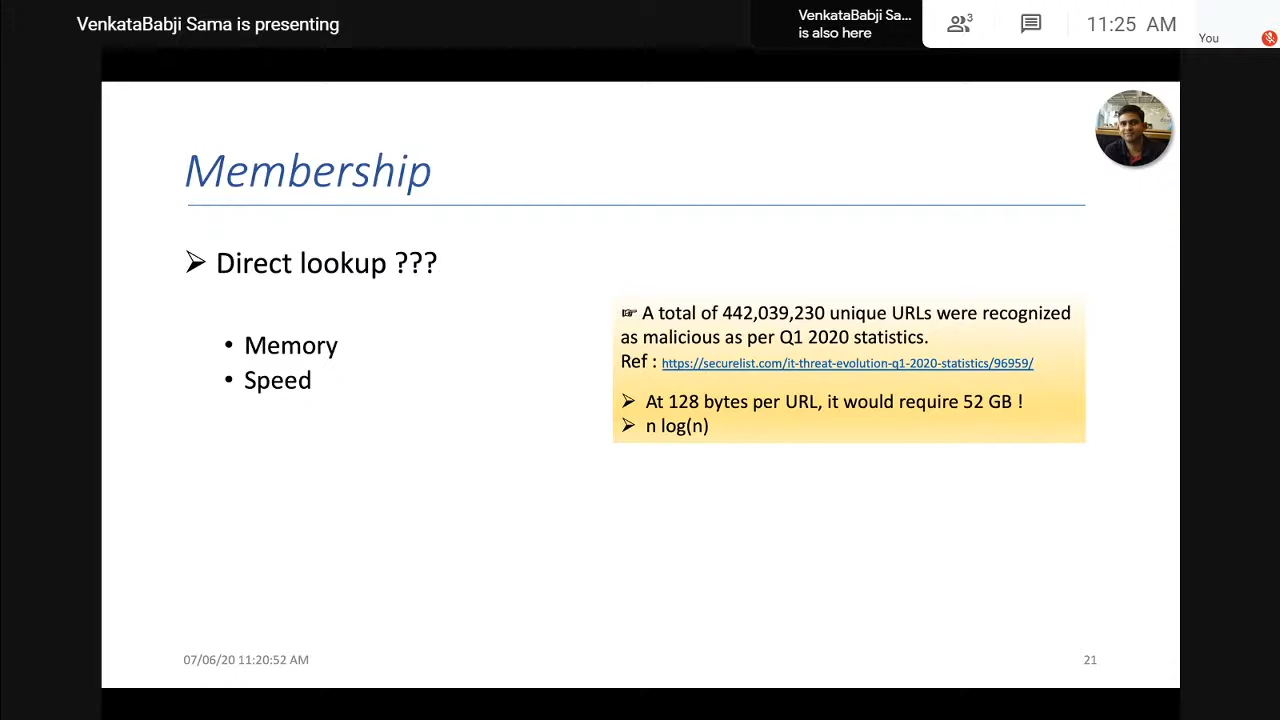 VenkataBabji Sama is presenting
VenkataBabji Sa...
is also here
3
11:25 AM
You
Membership
➢ Direct lookup ???
• Memory
• Speed
☞ A total of 442,039,230 unique URLs were recognized
as malicious as per Q1 2020 statistics.
Ref : https://securelist.com/it-threat-evolution-q1-2020-statistics/96959/
➢ At 128 bytes per URL, it would require 52 GB !
➢ n log(n)
07/06/20 11:20:52 AM
21